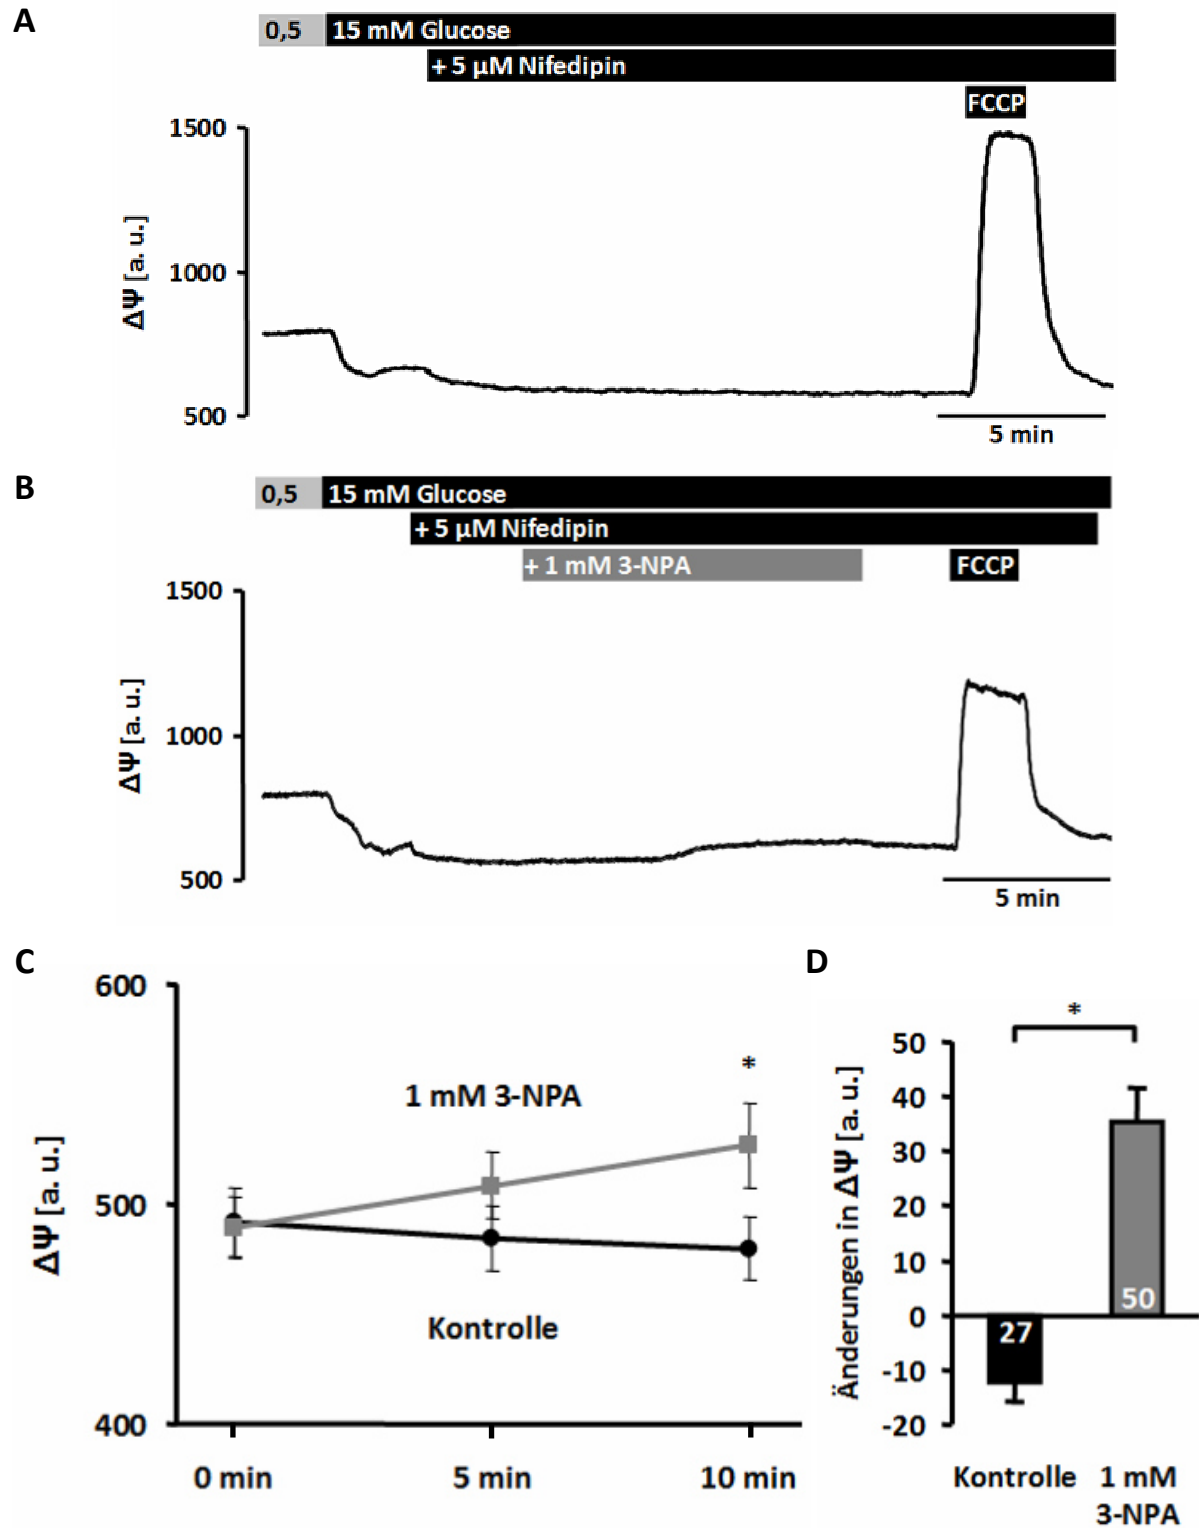 A
0,5 15 mM Glucose
+ 5 µM Nifedipin
FCCP
1500
1000
500
ΔΨ [a. u.]
5 min
B
0,5 15 mM Glucose
+ 5 µM Nifedipin
+ 1 mM 3-NPA FCCP
1500
1000
500
ΔΨ [a. u.]
5 min
C
600
500
400
ΔΨ [a. u.]
1 mM 3-NPA
*
Kontrolle
0 min 5 min 10 min
D
*
50
40
30
20
10
0
-10
-20
Änderungen in ΔΨ [a. u.]
50
27
Kontrolle 1 mM
3-NPA